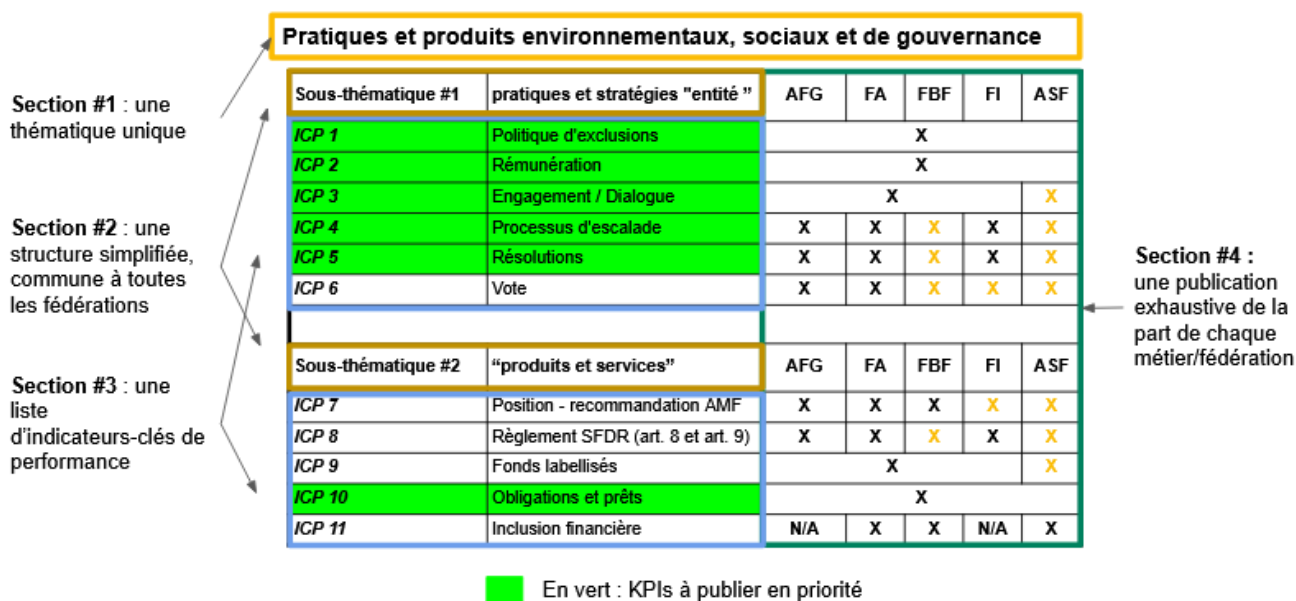 Pratiques et produits environnementaux, sociaux et de gouvernance
Section #1 : une
thématique unique
Section #2 : une
structure simplifiée,
commune à toutes
les fédérations
Section #3 : une
liste
d'indicateurs-clés de
performance
Sous-thématique #1 pratiques et stratégies "entité " AFG FA FBF FI ASF
ICP 1 Politique d'exclusions X
ICP 2 Rémunération X
ICP 3 Engagement / Dialogue X X
ICP 4 Processus d'escalade X X X X X
ICP 5 Résolutions X X X X X
ICP 6 Vote X X X X X
Sous-thématique #2 “produits et services” AFG FA FBF FI ASF
ICP 7 Position - recommandation AMF X X X X X
ICP 8 Règlement SFDR (art. 8 et art. 9) X X X X X
ICP 9 Fonds labellisés X X
ICP 10 Obligations et prêts X
ICP 11 Inclusion financière N/A X X N/A X
Section #4 :
une publication
exhaustive de la
part de chaque
métier/fédération
En vert : KPIs à publier en priorité